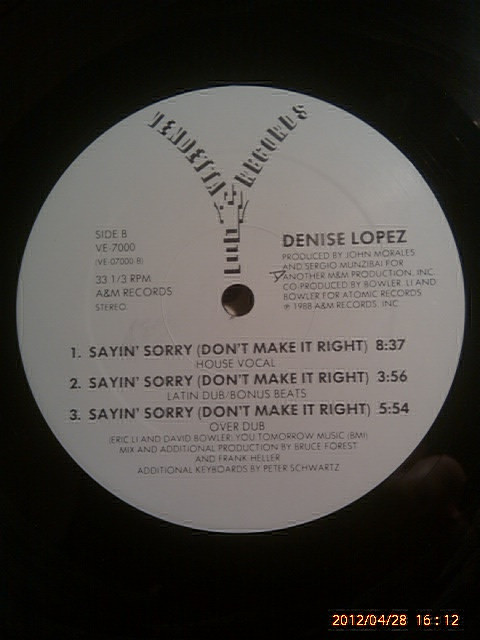 VENDETTA RECORDS
SIDE B
VE-7000
(VE-07000-B)
33 1/3 RPM
A&M RECORDS
STEREO
DENISE LOPEZ
PRODUCED BY JOHN MORALES
AND SERGIO MUNZIBAI FOR
ANOTHER M&M PRODUCTION, INC.
CO-PRODUCED BY BOWLER, LI AND
BOWLER FOR ATOMIC RECORDS
℗ 1988 A&M RECORDS, INC
1. SAYIN' SORRY (DON'T MAKE IT RIGHT) 8:37
HOUSE VOCAL
2. SAYIN' SORRY (DON'T MAKE IT RIGHT) 3:56
LATIN DUB/BONUS BEATS
3. SAYIN' SORRY (DON'T MAKE IT RIGHT) 5:54
OVER DUB
(ERIC LI AND DAVID BOWLER; YOU TOMORROW MUSIC (BMI)
MIX AND ADDITIONAL PRODUCTION BY BRUCE FOREST
AND FRANK HELLER
ADDITIONAL KEYBOARDS BY PETER SCHWARTZ
2012/04/28 16:12